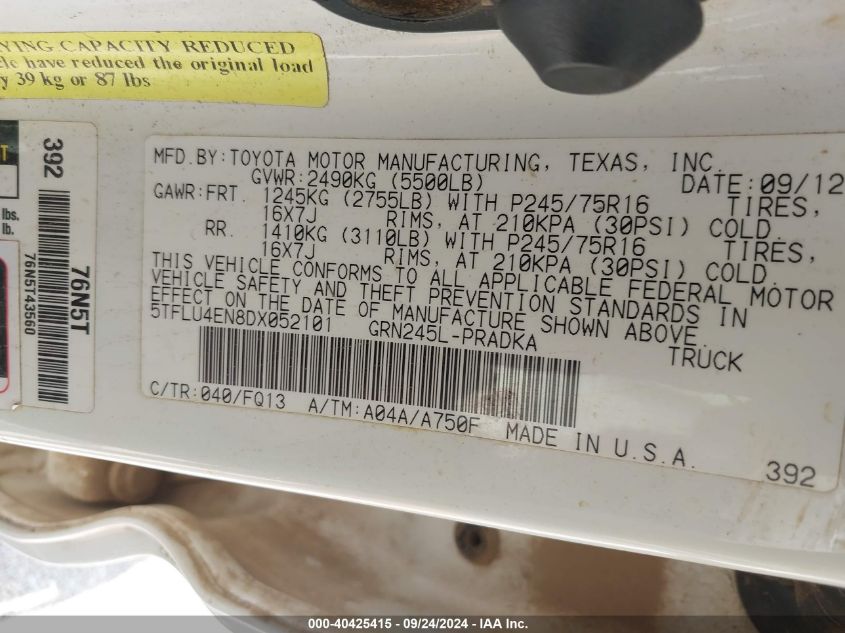 YING CAPACITY REDUCED
have reduced the original load
y 39 kg or 87 lbs
T
lbs.
lb.
392
76N5T
76N5T43560
MFD.BY:TOYOTA MOTOR MANUFACTURING, TEXAS, INC.
GVWR:2490KG (5500LB) DATE:09/12
GAWR:FRT. 1245KG (2755LB) WITH P245/75R16 TIRES,
16X7J RIMS, AT 210KPA (30PSI) COLD
RR. 1410KG (3110LB) WITH P245/75R16 TIRES,
16X7J RIMS, AT 210KPA (30PSI) COLD
THIS VEHICLE CONFORMS TO ALL APPLICABLE FEDERAL MOTOR
VEHICLE SAFETY AND THEFT PREVENTION STANDARDS IN
EFFECT ON THE DATE OF MANUFACTURE SHOWN ABOVE.
5TFLU4EN8DX052101 GRN245L-PRADKA TRUCK
C/TR:040/FQ13 A/TM:A04A/A750F MADE IN U.S.A.
392
000-40425415 - 09/24/2024 - IAA Inc.